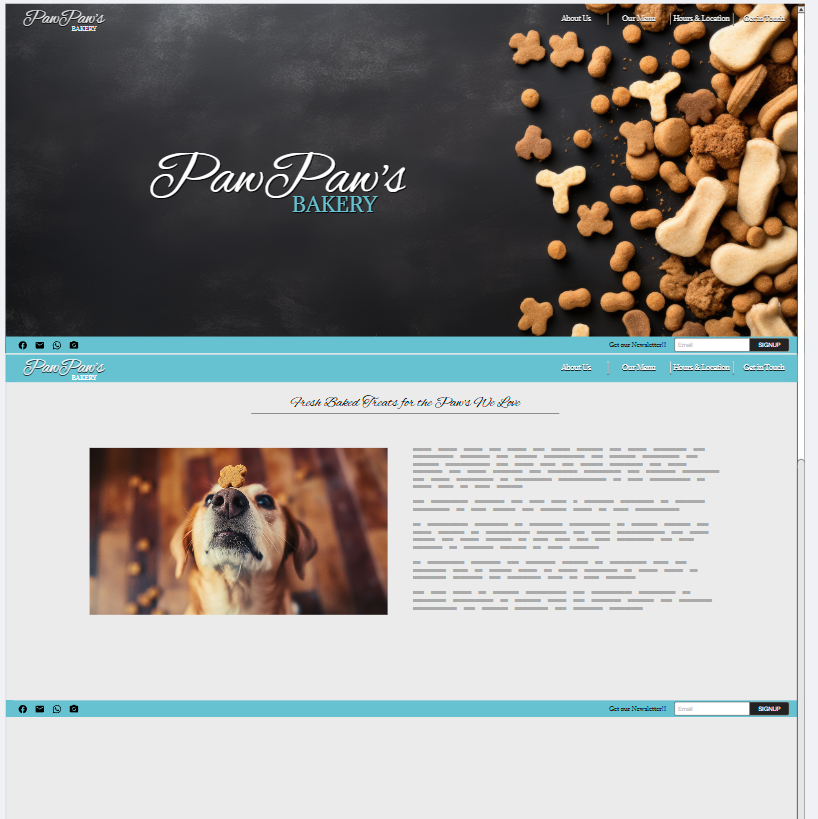 PawPaw's
BAKERY
About Us
Our Menu
Hours & Location
Get in Touch
PawPaw's
BAKERY
Get our Newsletter!!
Email
SIGNUP
PawPaw's
BAKERY
About Us
Our Menu
Hours & Location
Get in Touch
Fresh Baked Treats for the Paw's We Love
Get our Newsletter!!
Email
SIGNUP